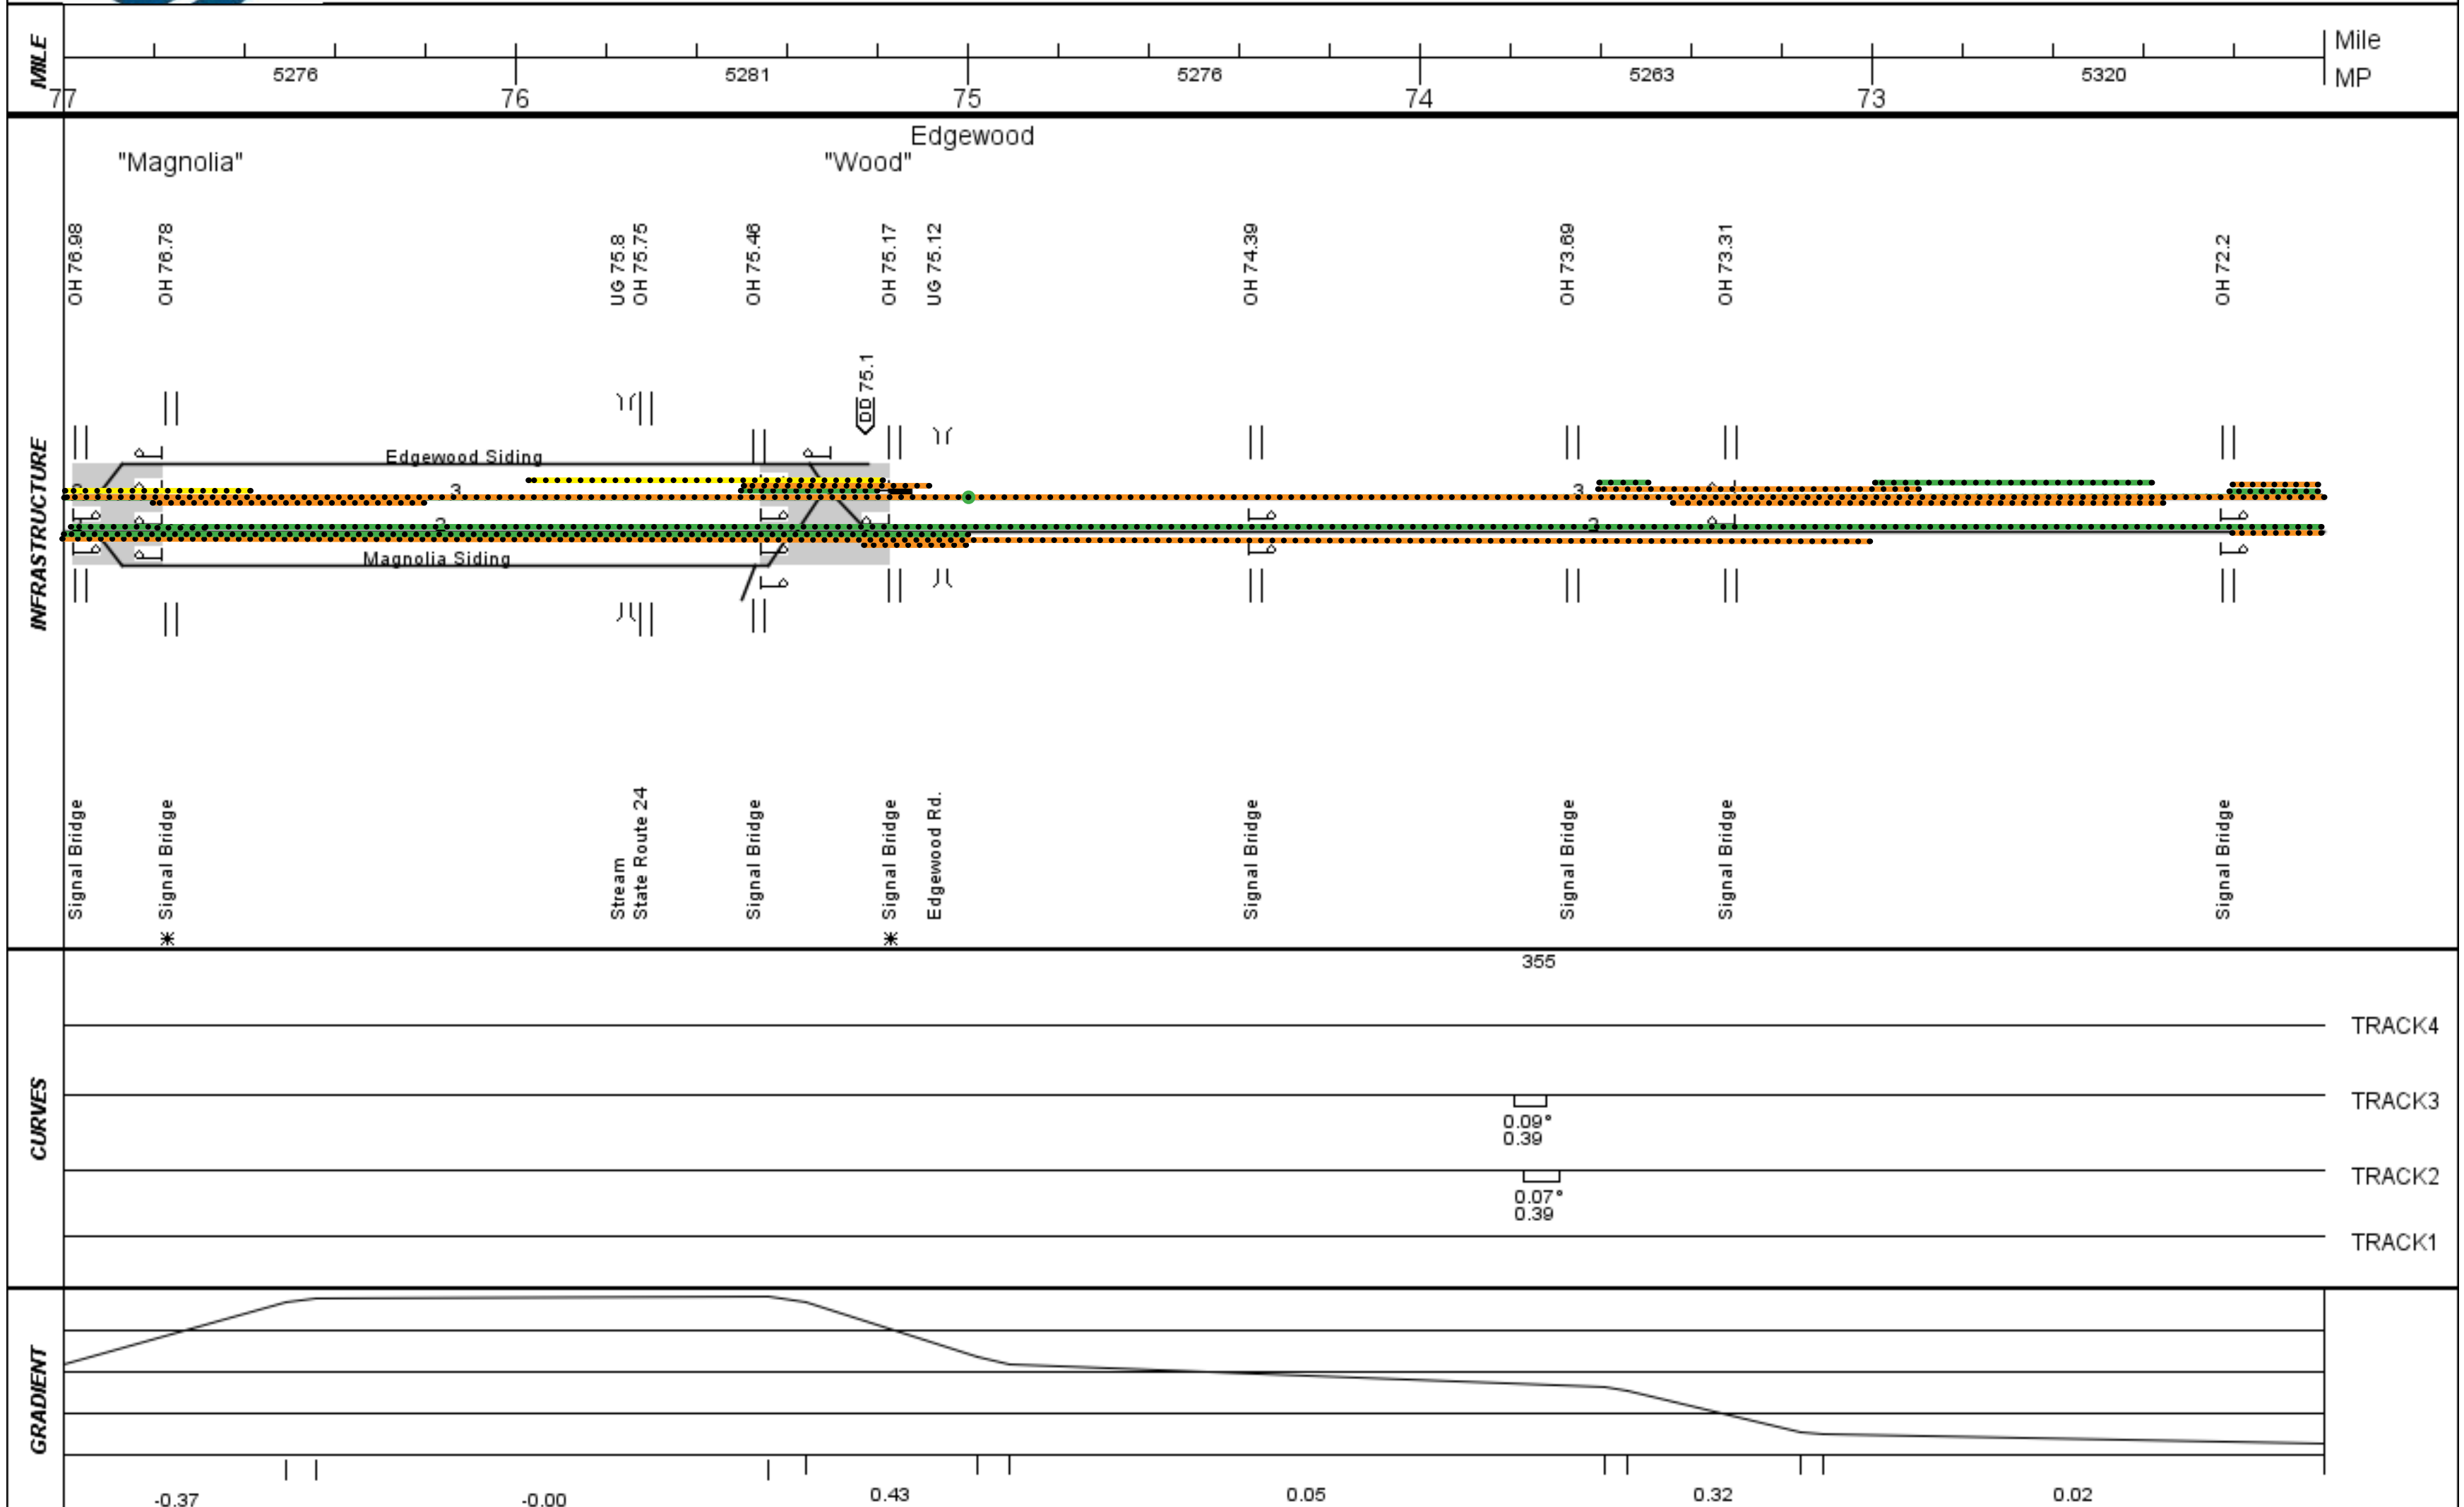 MILE
Mile
5276
5281
5276
5263
5320
MP
77
76
75
74
73
Edgewood
"Magnolia"
"Wood"
OH 76.98
OH 76.78
UG 75.8
OH 75.75
OH 75.46
OH 75.17
UG 75.12
OH 74.39
OH 73.69
OH 73.31
OH 72.2
DD 75.1
INFRASTRUCTURE
Edgewood Siding
3
3
2
2
Magnolia Siding
Signal Bridge
Signal Bridge
Stream
State Route 24
Signal Bridge
Signal Bridge
Edgewood Rd.
Signal Bridge
Signal Bridge
Signal Bridge
Signal Bridge
*
*
CURVES
355
TRACK4
TRACK3
0.09°
0.39
TRACK2
0.07°
0.39
TRACK1
GRADIENT
-0.37
-0.00
0.43
0.05
0.32
0.02